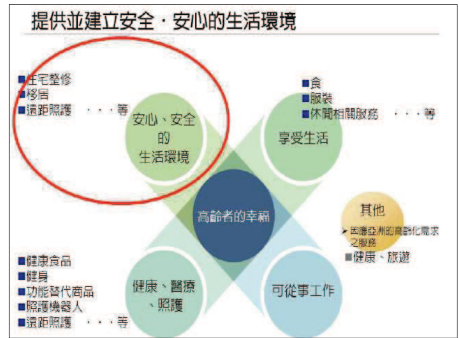 提供並建立安全・安心的生活環境
■住宅整修
■移居
■遠距照護 ・・・等
安心、安全
的
生活環境
■食
■服裝
■休閒相關服務 ・・・等
享受生活
高齡者的幸福
其他
➤因應亞洲的高齡化需求
之服務
■健康、旅遊
■健康食品
■健身
■功能替代商品
■照護機器人
■遠距照護 ・・・等
健康、醫療
、照護
可從事工作